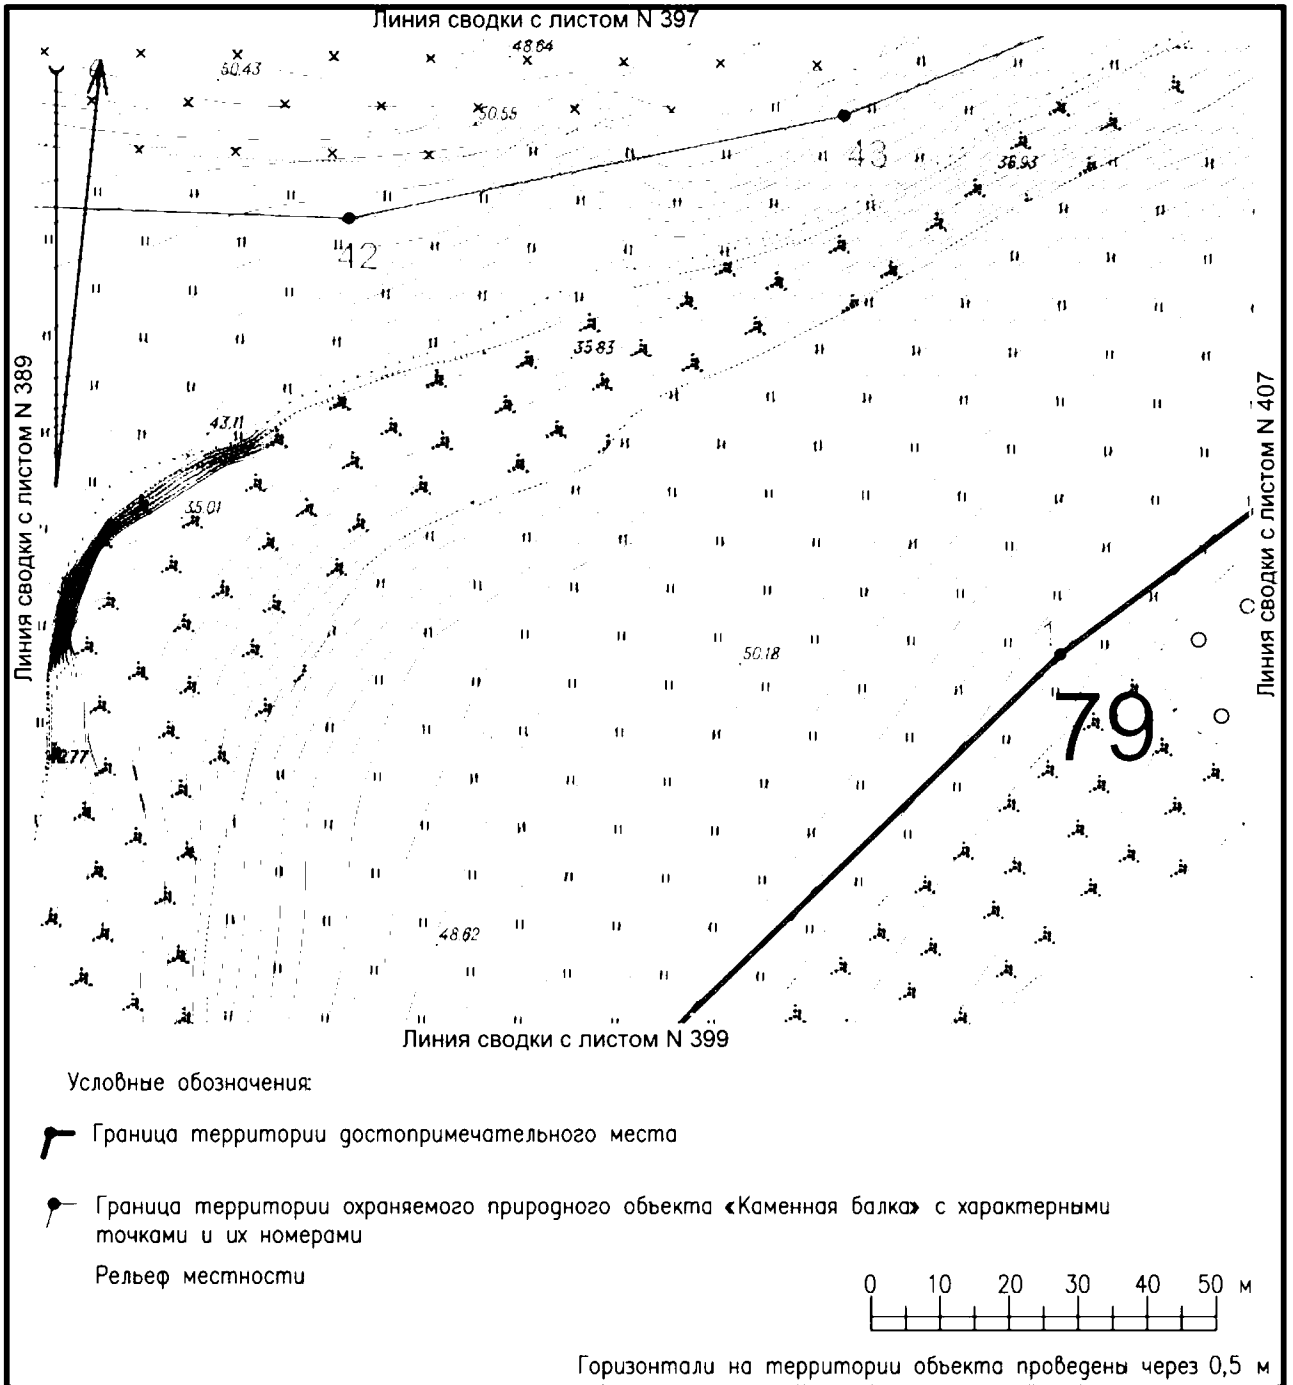 Линия сводки с листом N 397
48.64
50.43
50.55
43
36.93
42
35.83
Линия сводки с листом N 389
43.11
Линия сводки с листом N 407
35.01
1
50.18
79
48.62
Линия сводки с листом N 399
Условные обозначения:
Граница территории достопримечательного места
Граница территории охраняемого природного объекта «Каменная балка» с характерными
точками и их номерами
Рельеф местности
0 10 20 30 40 50 м
Горизонтали на территории объекта проведены через 0,5 м